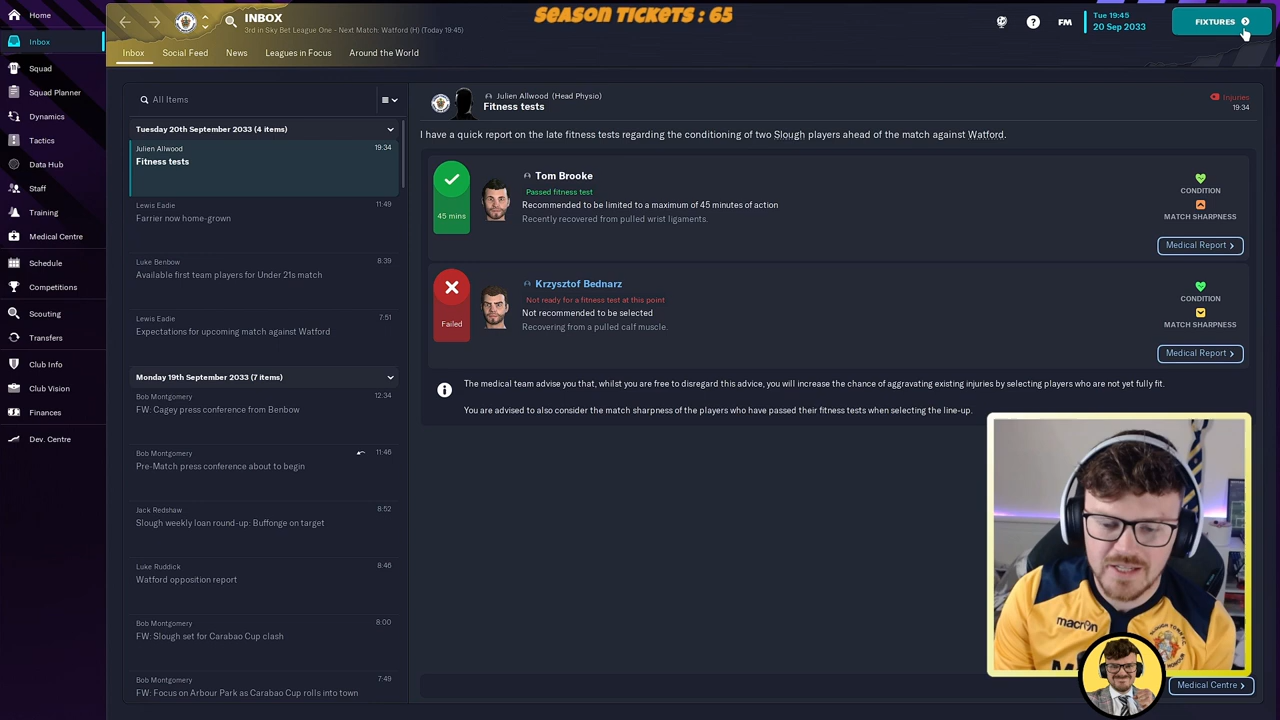 Home
INBOX
3rd in Sky Bet League One - Next Match: Watford (H) (Today 19:45)
SEASON TICKETS : 65
FM
Tue 19:45
20 Sep 2033
FIXTURES
Inbox
Squad
Squad Planner
Dynamics
Tactics
Data Hub
Staff
Training
Medical Centre
Schedule
Competitions
Scouting
Transfers
Club Info
Club Vision
Finances
Dev. Centre
Inbox
Social Feed
News
Leagues in Focus
Around the World
All Items
Tuesday 20th September 2033 (4 items)
Julien Allwood 19:34
Fitness tests
Lewis Eadie 11:49
Farrier now home-grown
Luke Benbow 8:39
Available first team players for Under 21s match
Lewis Eadie 7:51
Expectations for upcoming match against Watford
Monday 19th September 2033 (7 items)
Bob Montgomery 12:34
FW: Cagey press conference from Benbow
Bob Montgomery 11:46
Pre-Match press conference about to begin
Jack Redshaw 8:52
Slough weekly loan round-up: Buffonge on target
Luke Ruddick 8:46
Watford opposition report
Bob Montgomery 8:00
FW: Slough set for Carabao Cup clash
Bob Montgomery 7:49
FW: Focus on Arbour Park as Carabao Cup rolls into town
Julien Allwood (Head Physio)
Fitness tests
Injuries
19:34
I have a quick report on the late fitness tests regarding the conditioning of two Slough players ahead of the match against Watford.
45 mins
Tom Brooke
Passed fitness test
Recommended to be limited to a maximum of 45 minutes of action
Recently recovered from pulled wrist ligaments.
CONDITION
MATCH SHARPNESS
Medical Report
Failed
Krzysztof Bednarz
Not ready for a fitness test at this point
Not recommended to be selected
Recovering from a pulled calf muscle.
CONDITION
MATCH SHARPNESS
Medical Report
The medical team advise you that, whilst you are free to disregard this advice, you will increase the chance of aggravating existing injuries by selecting players who are not yet fully fit.
You are advised to also consider the match sharpness of the players who have passed their fitness tests when selecting the line-up.
macron
Medical Centre